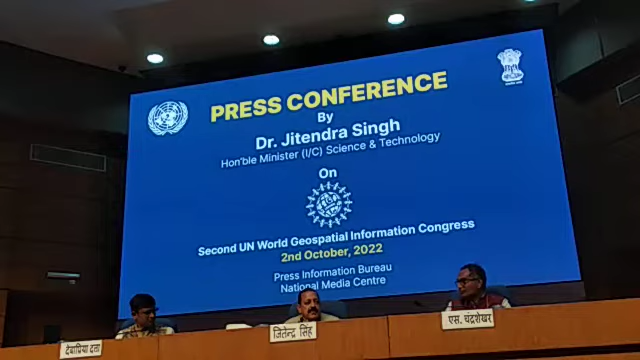 PRESS CONFERENCE
By
Dr. Jitendra Singh
Hon'ble Minister (I/C) Science & Technology
On
Second UN World Geospatial Information Congress
2nd October, 2022
Press Information Bureau
National Media Centre
देबाप्रिया दत्ता
जितेन्द्र सिंह
एस. चंद्रशेखर